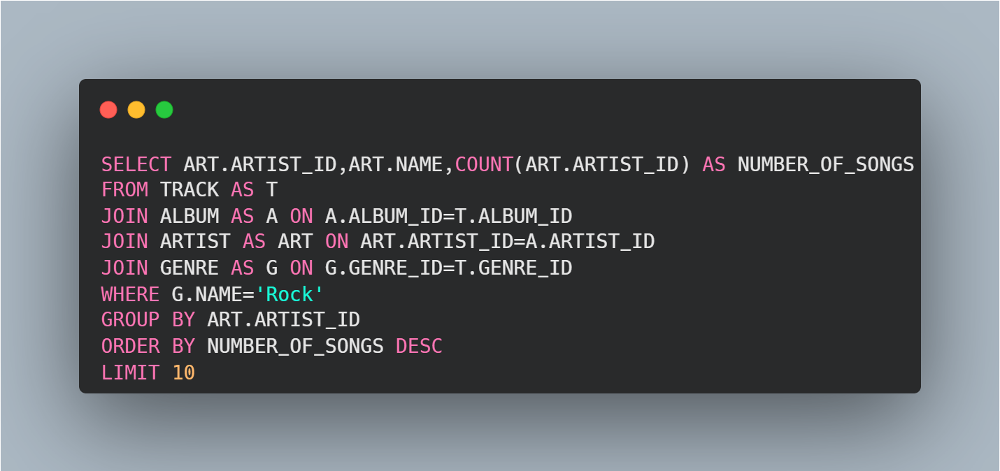 SELECT ART.ARTIST_ID,ART.NAME,COUNT(ART.ARTIST_ID) AS NUMBER_OF_SONGS
FROM TRACK AS T
JOIN ALBUM AS A ON A.ALBUM_ID=T.ALBUM_ID
JOIN ARTIST AS ART ON ART.ARTIST_ID=A.ARTIST_ID
JOIN GENRE AS G ON G.GENRE_ID=T.GENRE_ID
WHERE G.NAME='Rock'
GROUP BY ART.ARTIST_ID
ORDER BY NUMBER_OF_SONGS DESC
LIMIT 10